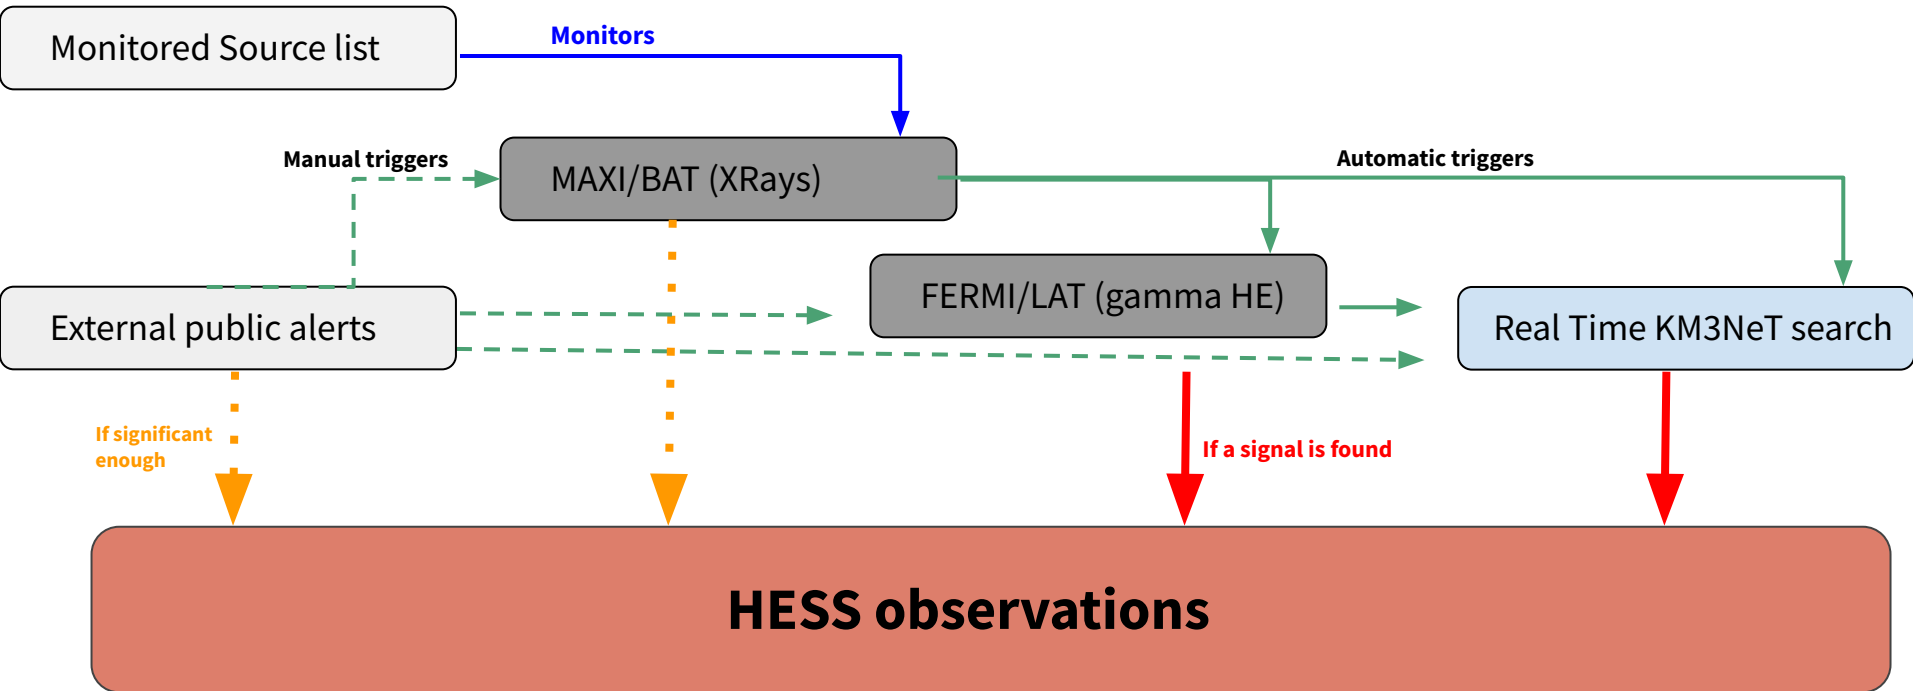 Monitored Source list
Monitors
Manual triggers
MAXI/BAT (XRays)
Automatic triggers
External public alerts
FERMI/LAT (gamma HE)
Real Time KM3NeT search
If significant
enough
If a signal is found
HESS observations